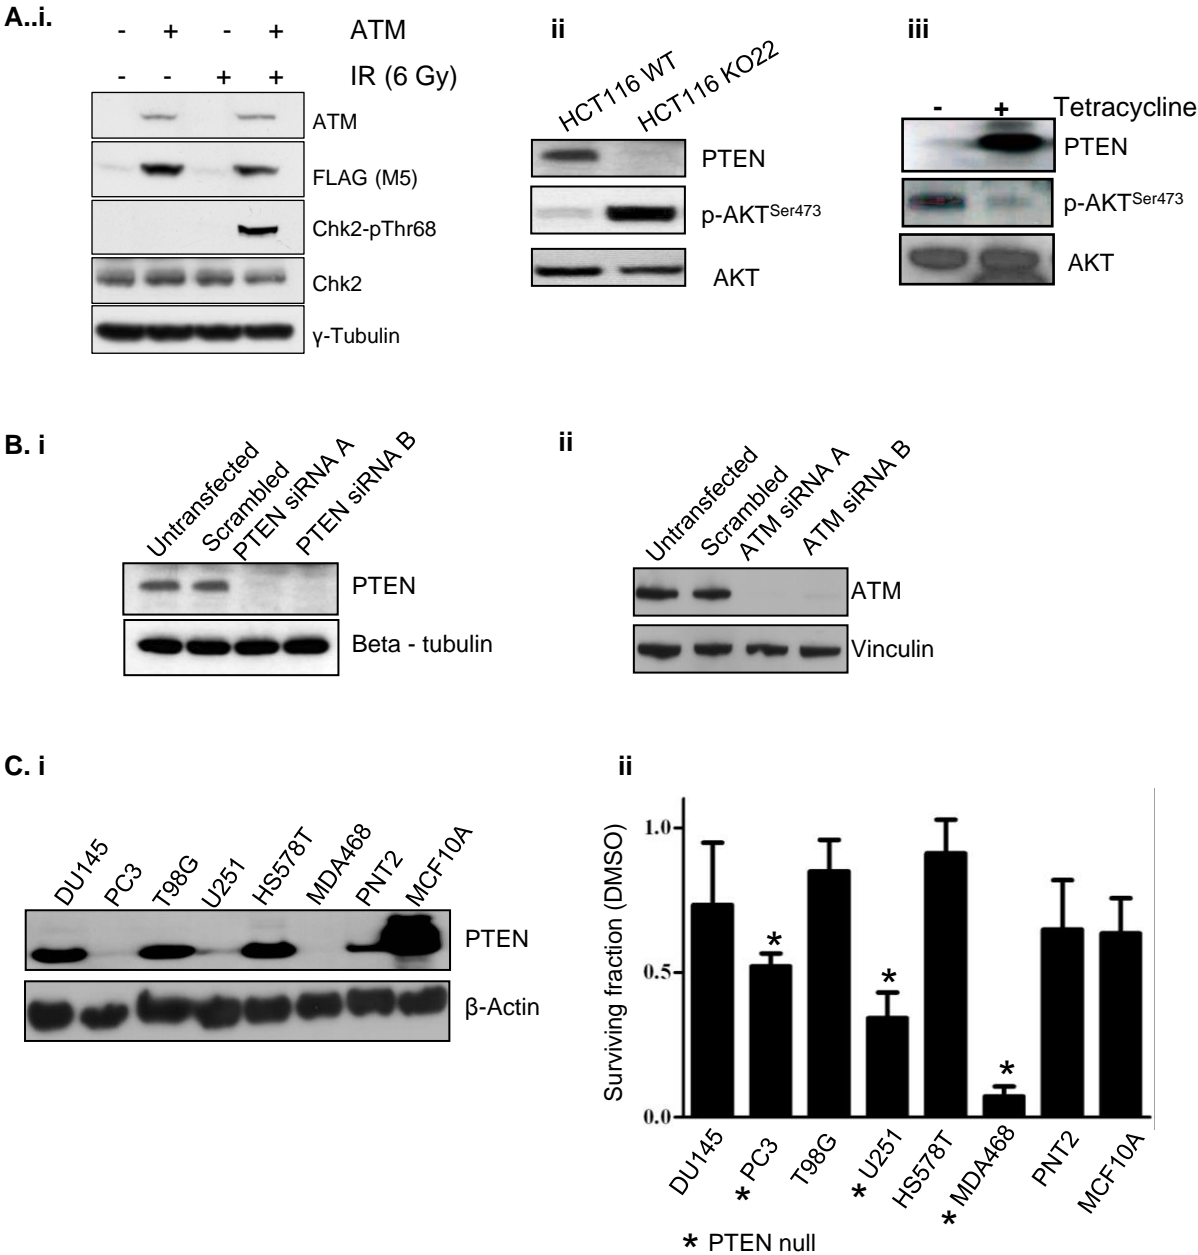 A..i.
- + - + ATM
- - + + IR (6 Gy)
ATM
FLAG (M5)
Chk2-pThr68
Chk2
γ-Tubulin
ii
HCT116 WT
HCT116 KO22
PTEN
p-AKTSer473
AKT
iii
- + Tetracycline
PTEN
p-AKTSer473
AKT
B. i
Untransfected
Scrambled
PTEN siRNA A
PTEN siRNA B
PTEN
Beta - tubulin
ii
Untransfected
Scrambled
ATM siRNA A
ATM siRNA B
ATM
Vinculin
C. i
DU145
PC3
T98G
U251
HS578T
MDA468
PNT2
MCF10A
PTEN
β-Actin
ii
Surviving fraction (DMSO)
1.0
0.5
0.0
*
*
*
DU145
* PC3
T98G
* U251
HS578T
* MDA468
PNT2
MCF10A
* PTEN null